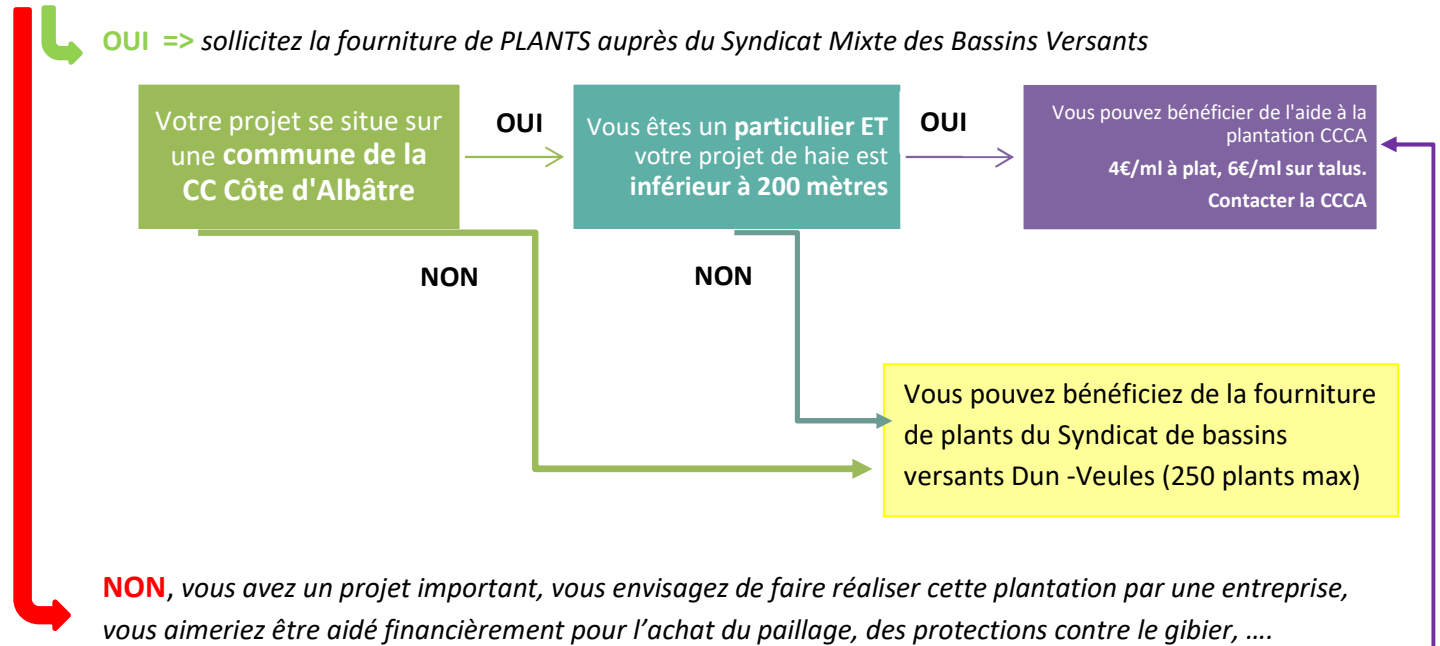 OUI => sollicitez la fourniture de PLANTS auprès du Syndicat Mixte des Bassins Versants
Votre projet se situe sur
une commune de la
CC Côte d'Albâtre
OUI
Vous êtes un particulier ET
votre projet de haie est
inférieur à 200 mètres
OUI
Vous pouvez bénéficier de l'aide à la
plantation CCCA
4€/ml à plat, 6€/ml sur talus.
Contacter la CCCA
NON
NON
Vous pouvez bénéficiez de la fourniture
de plants du Syndicat de bassins
versants Dun -Veules (250 plants max)
NON, vous avez un projet important, vous envisagez de faire réaliser cette plantation par une entreprise,
vous aimeriez être aidé financièrement pour l’achat du paillage, des protections contre le gibier, ….